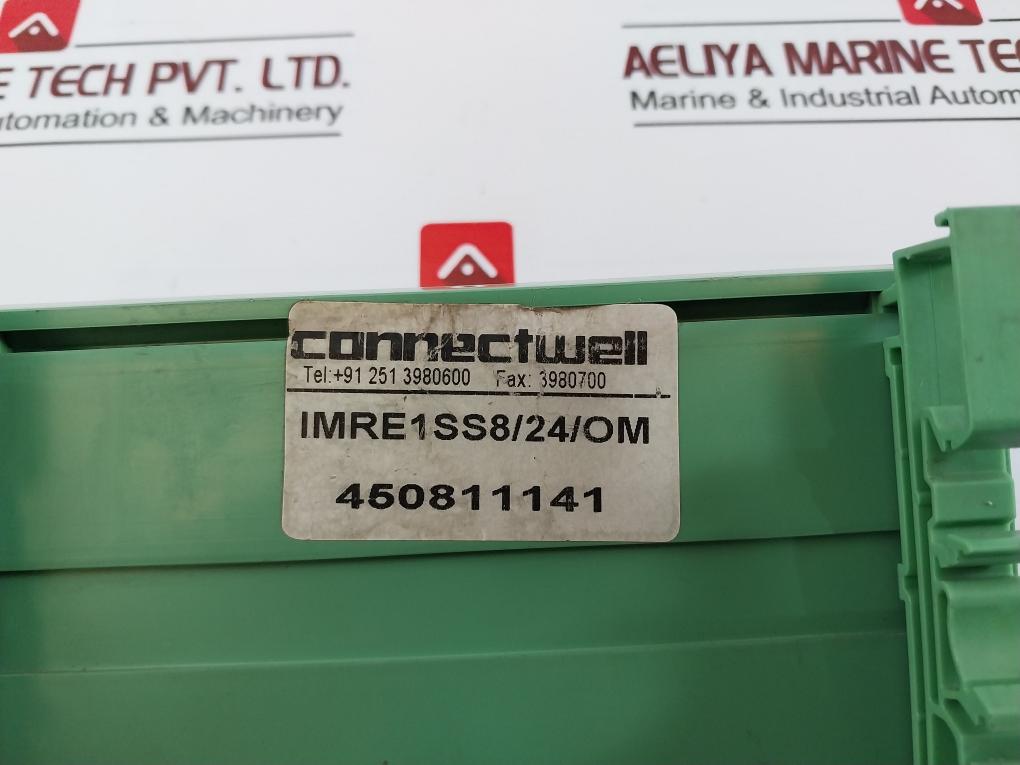 E TECH PVT. LTD.
utomation & Machinery
AELIYA MARINE TE
Marine & Industrial Autom
connectwell
Tel:+91 251 3980600 Fax: 3980700
IMRE1SS8/24/OM
450811141